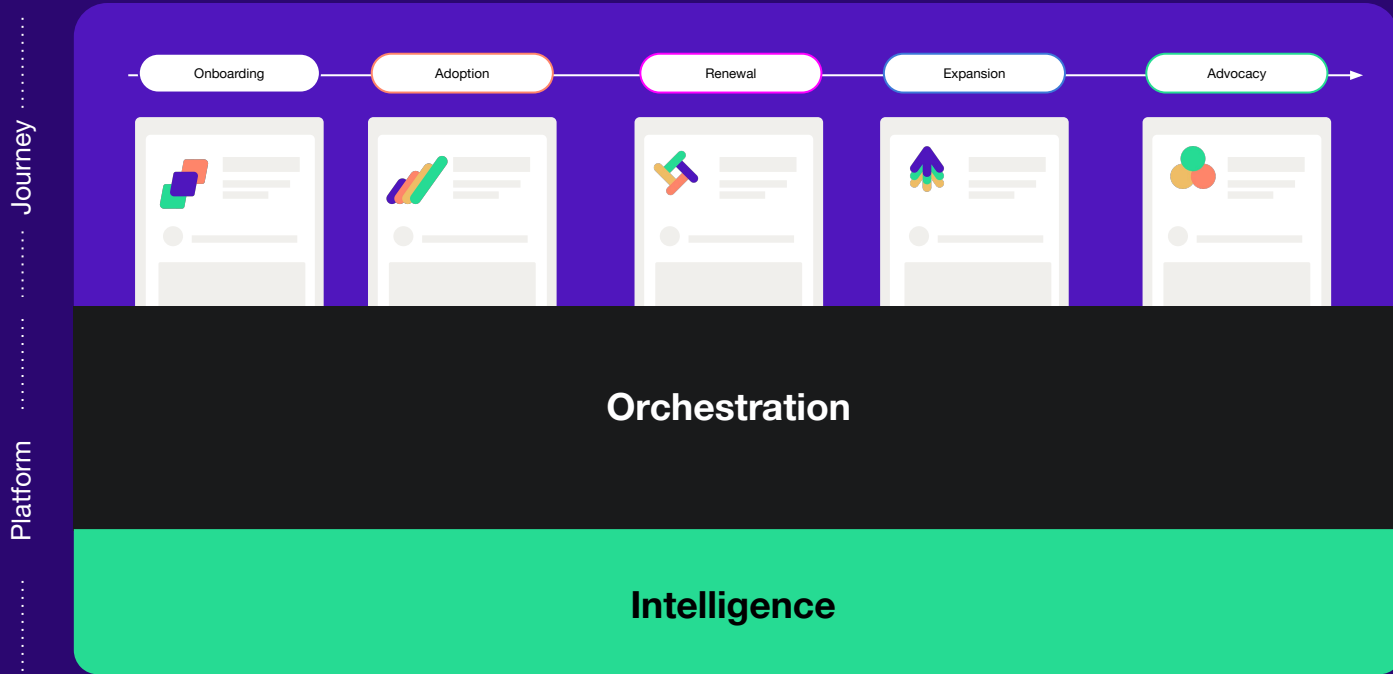 Journey
Onboarding
Adoption
Renewal
Expansion
Advocacy
Platform
Orchestration
Intelligence